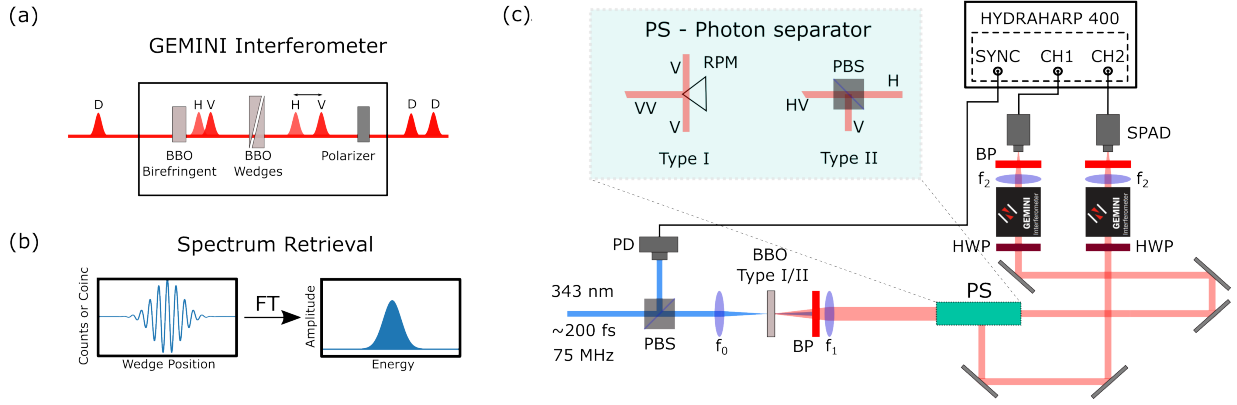 (a)
GEMINI Interferometer
D
H
V
H
V
D
D
BBO
Birefringent
BBO
Wedges
Polarizer
(b)
Spectrum Retrieval
Counts or Coinc
Wedge Position
FT
Amplitude
Energy
(c).
PS - Photon separator
V
RPM
VV
V
Type I
PBS
H
HV
V
Type II
HYDRAHARP 400
SYNC
CH1
CH2
SPAD
BP
f2
f2
GEMINI
Interferometer
GEMINI
Interferometer
HWP
HWP
PD
343 nm
~200 fs
75 MHz
PBS
f0
BBO
Type I/II
BP
f1
PS